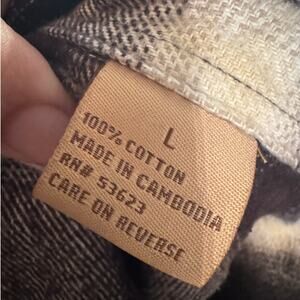 L
100% COTTON
MADE IN CAMBODIA
RN# 53623
CARE ON REVERSE